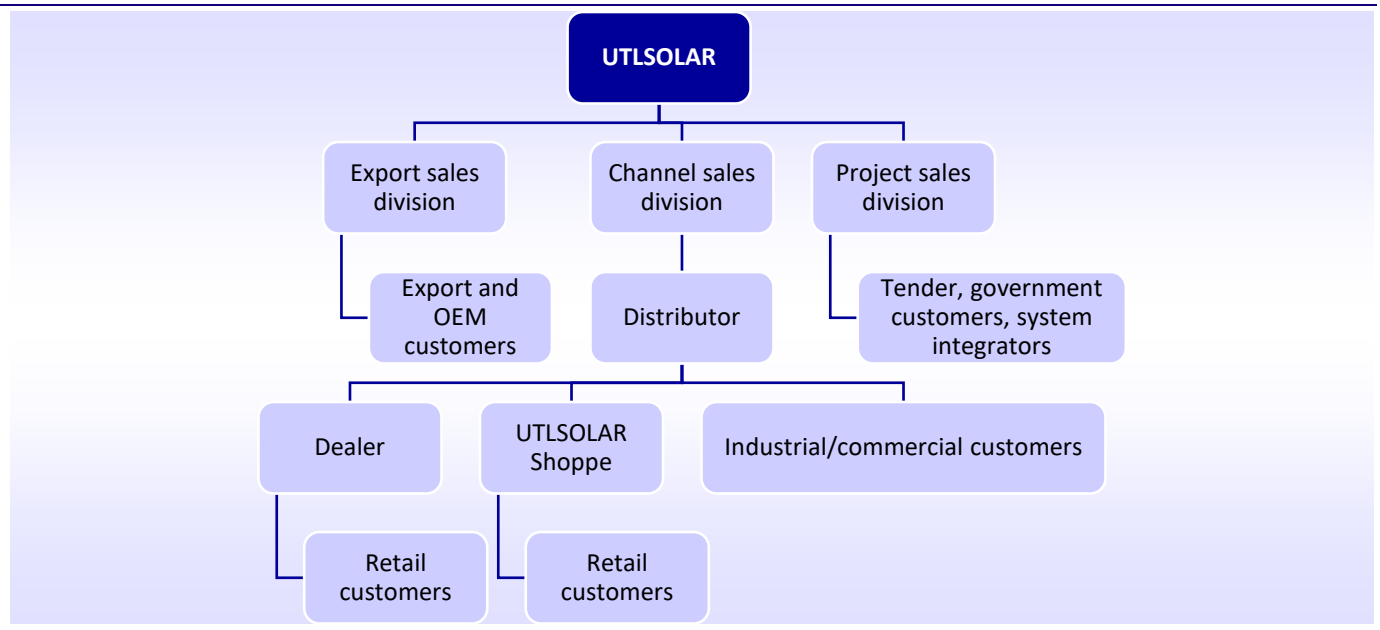 UTLSOLAR
Export sales
division
Channel sales
division
Project sales
division
Export and
OEM
customers
Distributor
Tender, government
customers, system
integrators
Dealer
UTLSOLAR
Shoppe
Industrial/commercial customers
Retail
customers
Retail
customers